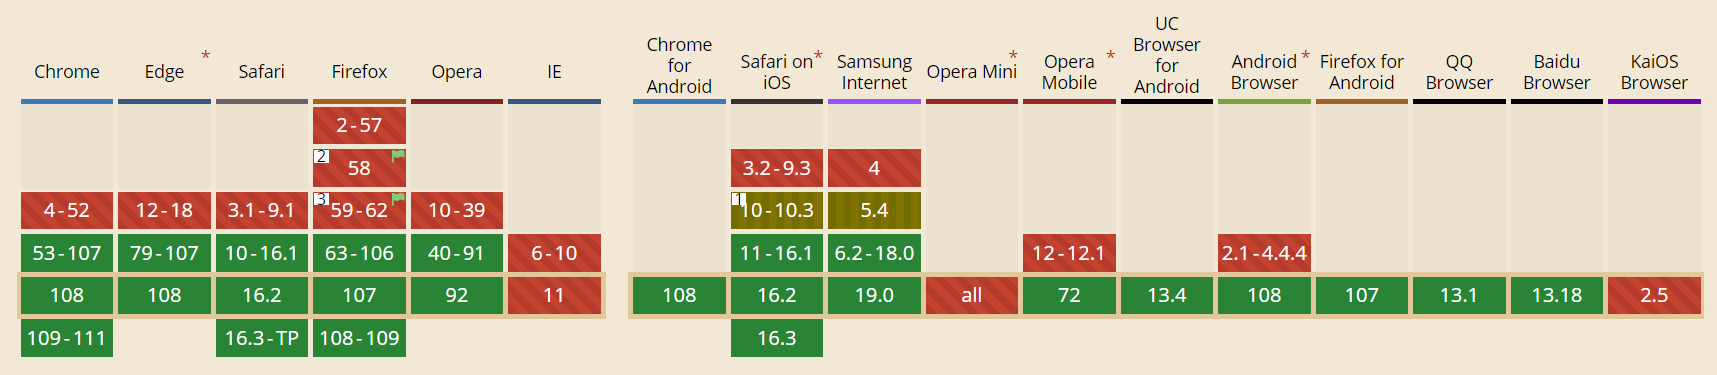 Chrome
Edge *
Safari
Firefox
Opera
IE
Chrome
for
Android
Safari on *
iOS
Samsung
Internet
Opera Mini *
Opera *
Mobile
UC
Browser
for
Android
Android *
Browser
Firefox for
Android
QQ
Browser
Baidu
Browser
KaiOS
Browser
2-57
2 58
3.2-9.3
4
4-52
12-18
3.1-9.1
3 59-62
10-39
1 10-10.3
5.4
53-107
79-107
10-16.1
63-106
40-91
6-10
11-16.1
6.2-18.0
12-12.1
2.1-4.4.4
108
108
16.2
107
92
11
108
16.2
19.0
all
72
13.4
108
107
13.1
13.18
2.5
109-111
16.3-TP
108-109
16.3